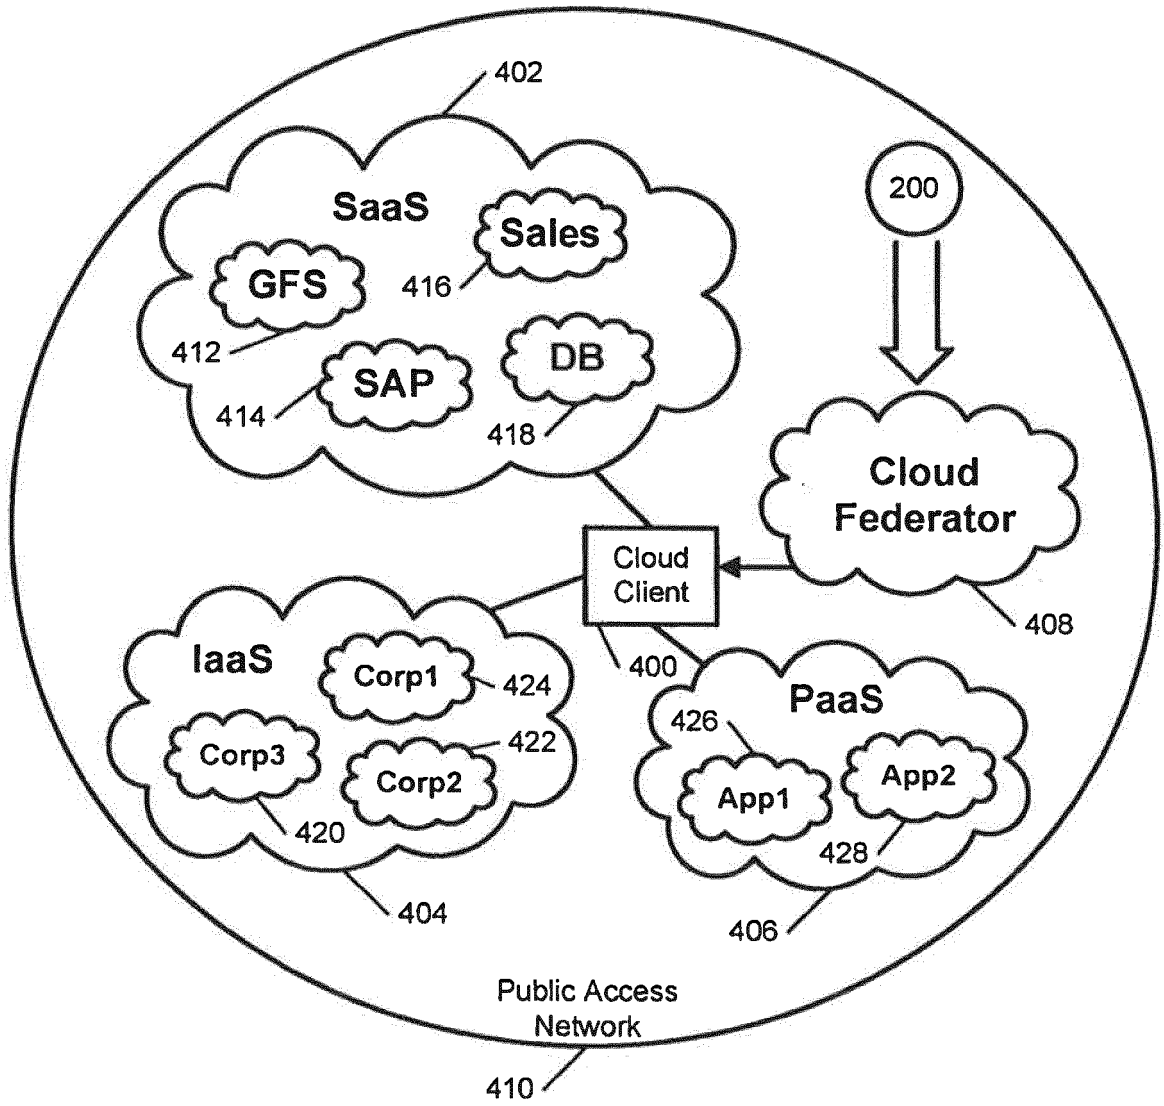 402
200
SaaS
Sales
GFS
416
412
DB
SAP
414
418
Cloud
Federator
Cloud
Client
408
400
IaaS
Corp1
424
PaaS
426
422
Corp3
Corp2
App2
App1
420
428
404
406
Public Access
Network
410